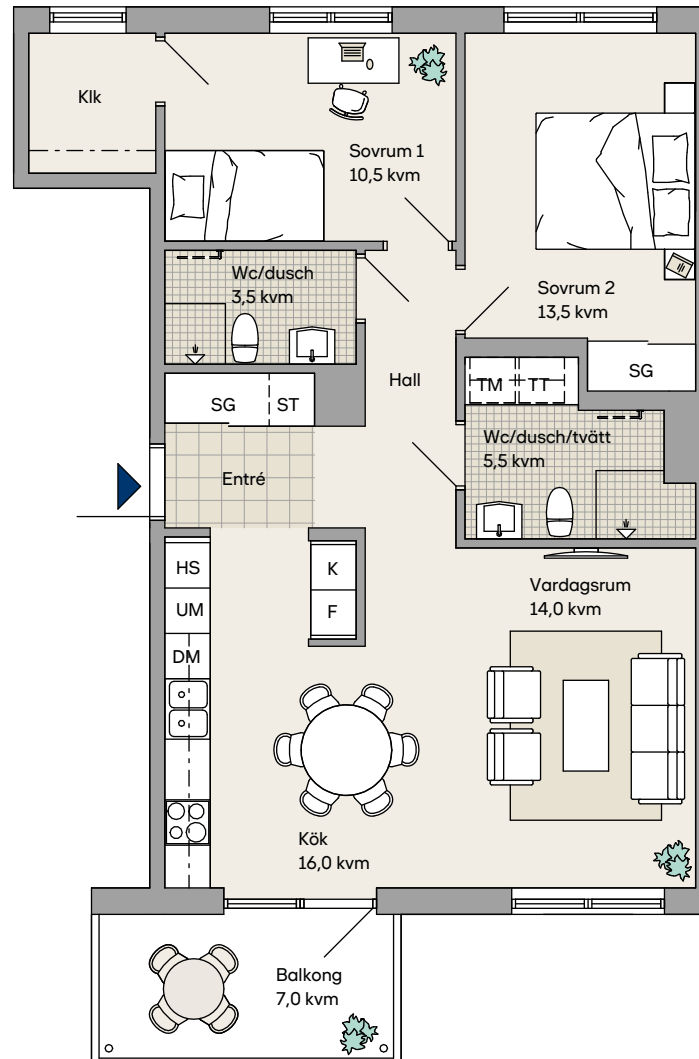 Klk
Sovrum 1
10,5 kvm
Wc/dusch
3,5 kvm
Sovrum 2
13,5 kvm
SG
Hall
TM
TT
SG
ST
Wc/dusch/tvätt
5,5 kvm
Entré
HS
UM
DM
K
F
Vardagsrum
14,0 kvm
Kök
16,0 kvm
Balkong
7,0 kvm